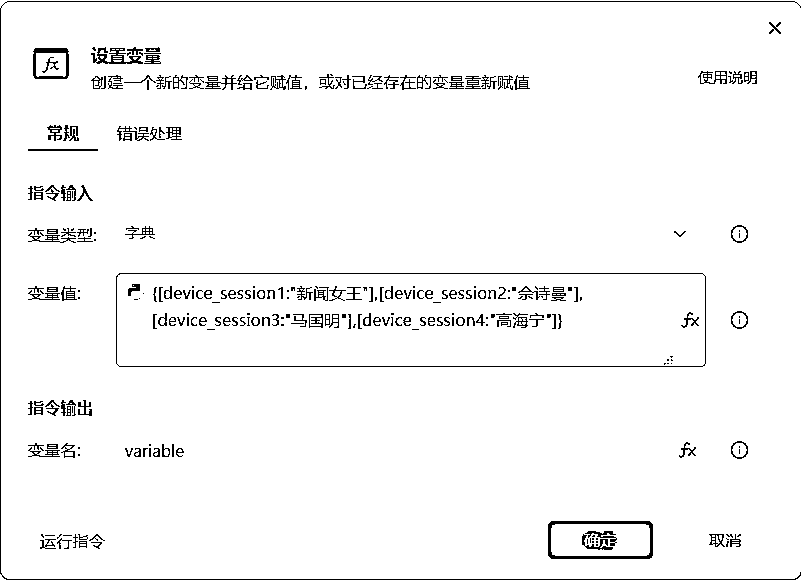 设置变量
创建一个新的变量并给它赋值，或对已经存在的变量重新赋值
使用说明
常规 错误处理
指令输入
变量类型: 字典
变量值: {[device_session1:"新闻女王"],[device_session2:"佘诗曼"],
[device_session3:"马国明"],[device_session4:"高海宁"]}
fx
指令输出
变量名: variable fx
运行指令 确定 取消